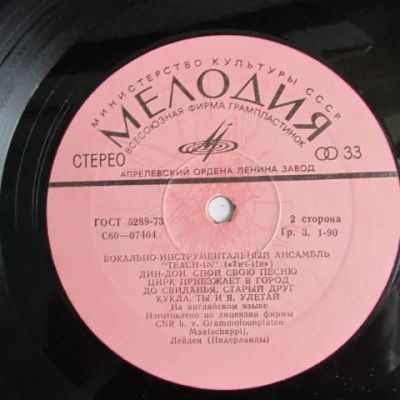 МИНИСТЕРСТВО КУЛЬТУРЫ СССР
МЕЛОДИЯ
ВСЕСОЮЗНАЯ ФИРМА ГРАМПЛАСТИНОК
СТЕРЕО
33
АПРЕЛЕВСКИЙ ОРДЕНА ЛЕНИНА ЗАВОД
ГОСТ 5289-73
2 сторона
С60—07404
Гр. 3. 1-90
ВОКАЛЬНО-ИНСТРУМЕНТАЛЬНЫЙ АНСАМБЛЬ
"TEACH-IN" («Тич-Ин»)
ДИН-ДОН. СПОЙ СВОЮ ПЕСНЮ
ЦИРК ПРИЕЗЖАЕТ В ГОРОД
ДО СВИДАНЬЯ, СТАРЫЙ ДРУГ
КУКЛА. ТЫ И Я. УЛЕТАЙ
На английском языке
Изготовлено по лицензии фирмы
CNR b. v. Grammofoonplaten
Maatschappij,
Лейден (Нидерланды)